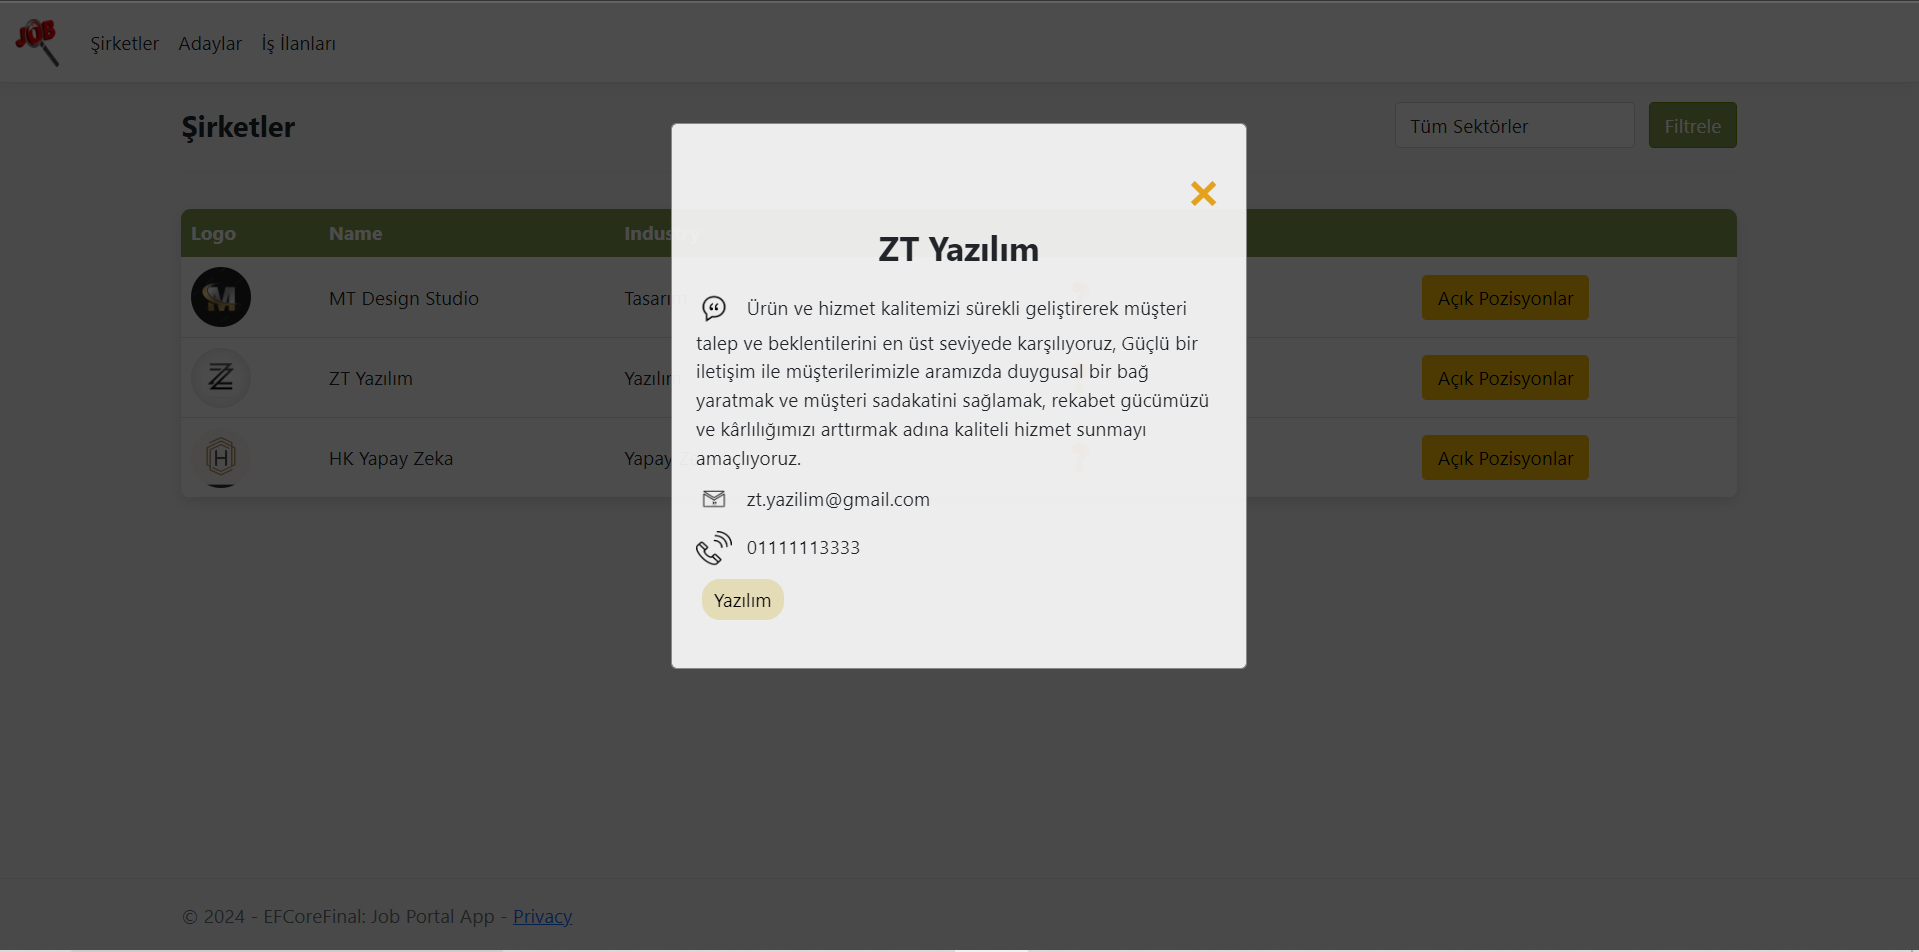 JOB
Şirketler Adaylar İş İlanları
Şirketler
Tüm Sektörler Filtrele
Logo Name Industry
M MT Design Studio Tasarım Açık Pozisyonlar
Z ZT Yazılım Yazılım Açık Pozisyonlar
H HK Yapay Zeka Yapay Açık Pozisyonlar
ZT Yazılım
Ürün ve hizmet kalitemizi sürekli geliştirerek müşteri
talep ve beklentilerini en üst seviyede karşılıyoruz, Güçlü bir
iletişim ile müşterilerimizle aramızda duygusal bir bağ
yaratmak ve müşteri sadakatini sağlamak, rekabet gücümüzü
ve kârlılığımızı arttırmak adına kaliteli hizmet sunmayı
amaçlıyoruz.
zt.yazilim@gmail.com
01111113333
Yazılım
© 2024 - EFCoreFinal: Job Portal App - Privacy